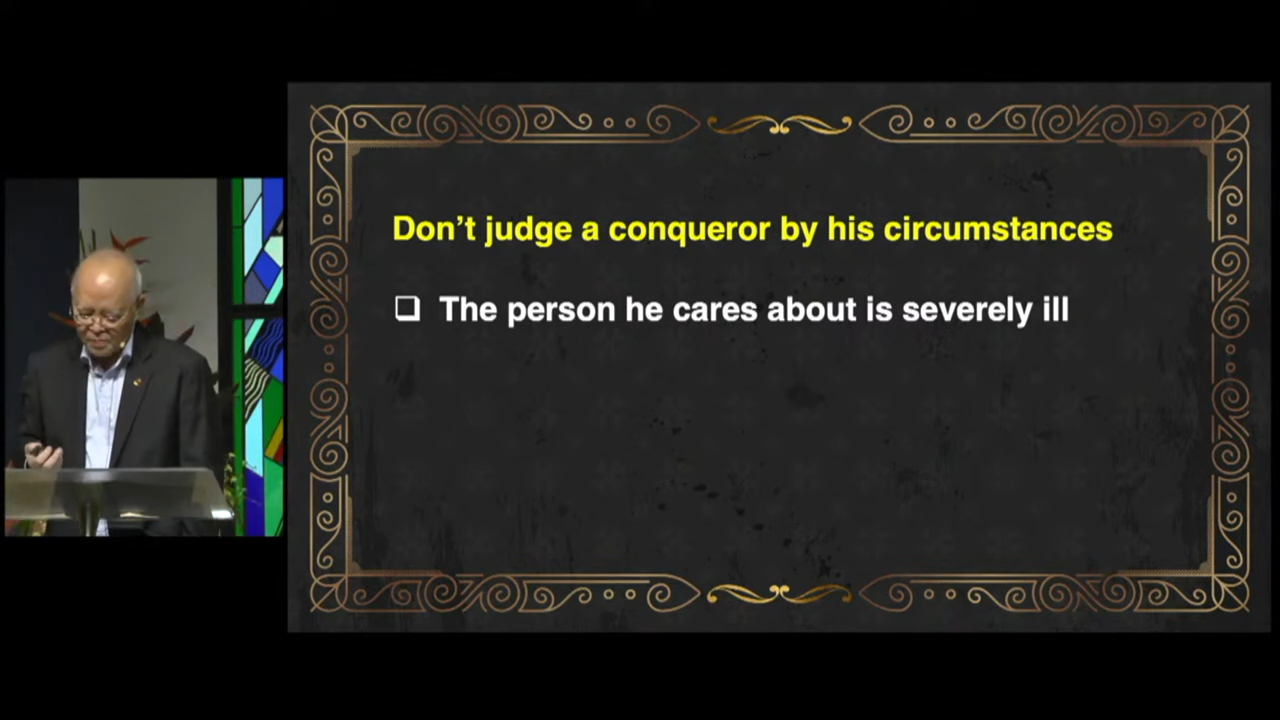 Don’t judge a conqueror by his circumstances
❑ The person he cares about is severely ill